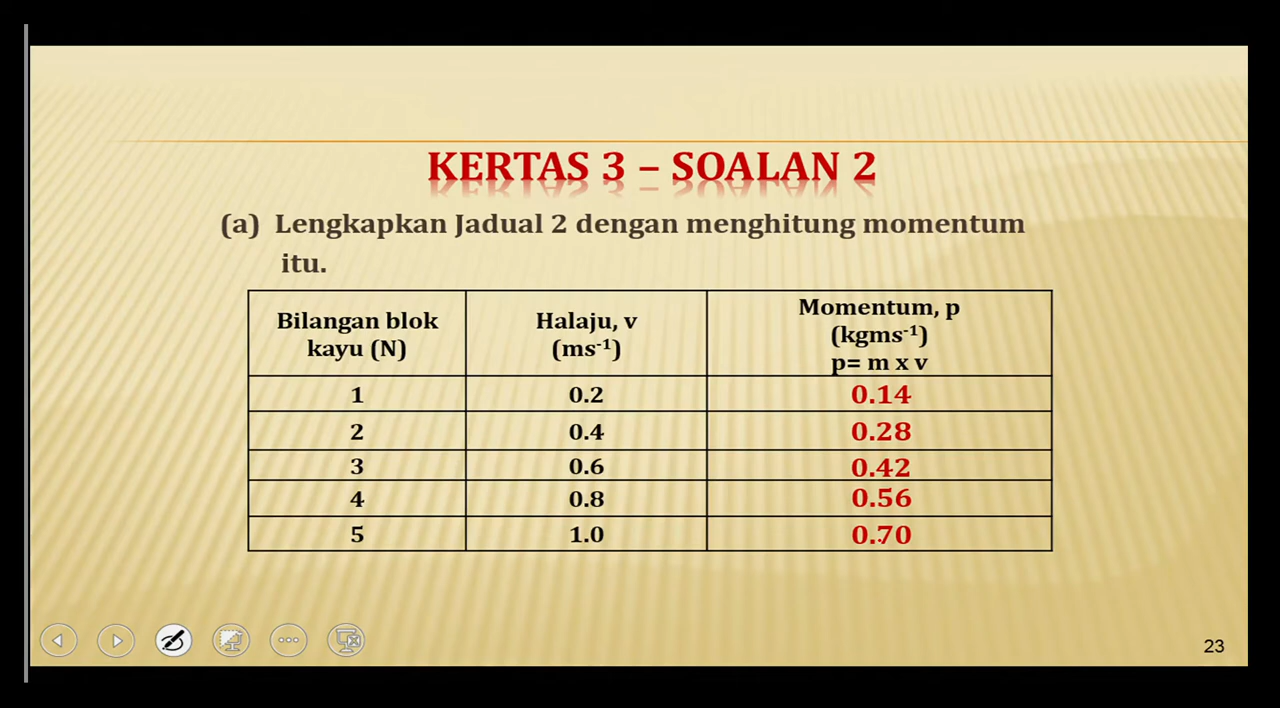 KERTAS 3 – SOALAN 2
(a) Lengkapkan Jadual 2 dengan menghitung momentum
itu.
Bilangan blok
kayu (N)
Halaju, v
(ms⁻¹)
Momentum, p
(kgms⁻¹)
p= m x v
1 0.2 0.14
2 0.4 0.28
3 0.6 0.42
4 0.8 0.56
5 1.0 0.70
23